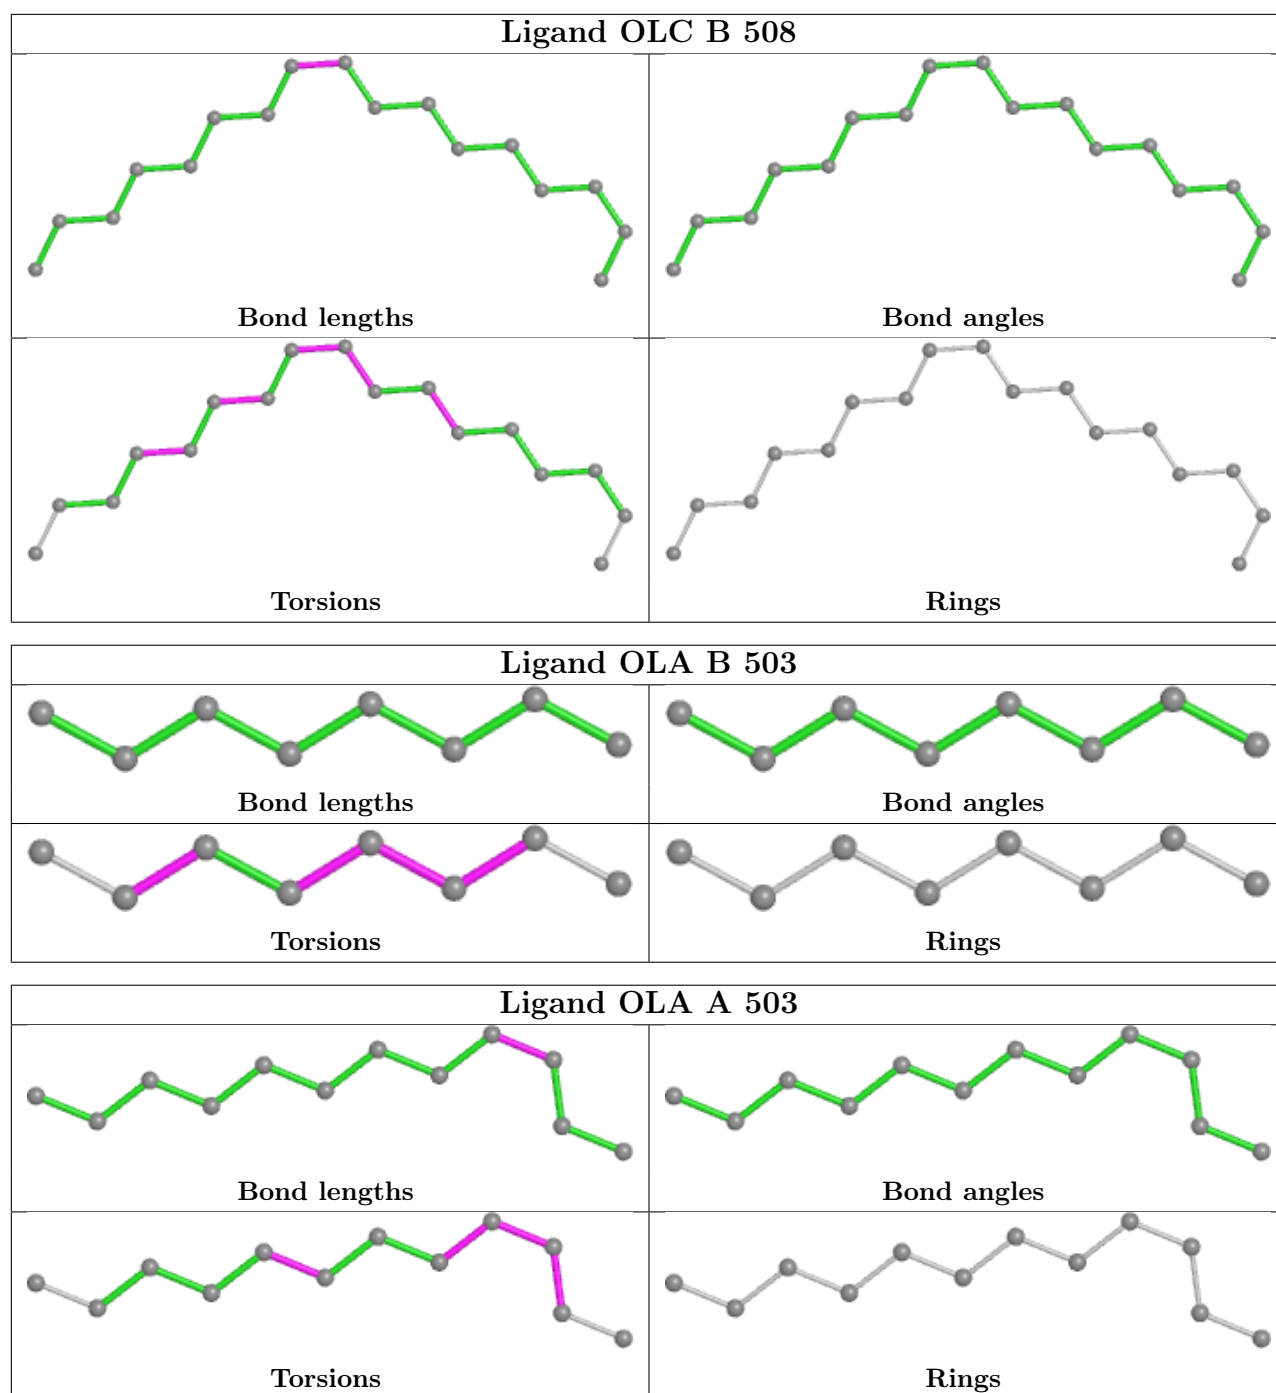 Ligand OLC B 508
Bond lengths
Bond angles
Torsions
Rings
Ligand OLA B 503
Bond lengths
Bond angles
Torsions
Rings
Ligand OLA A 503
Bond lengths
Bond angles
Torsions
Rings